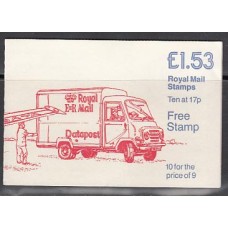 £1.53
Royal Mail
Stamps
Ten at 17p
Free
Stamp
10 for the
price of 9
Royal
E R Mail
Datapost